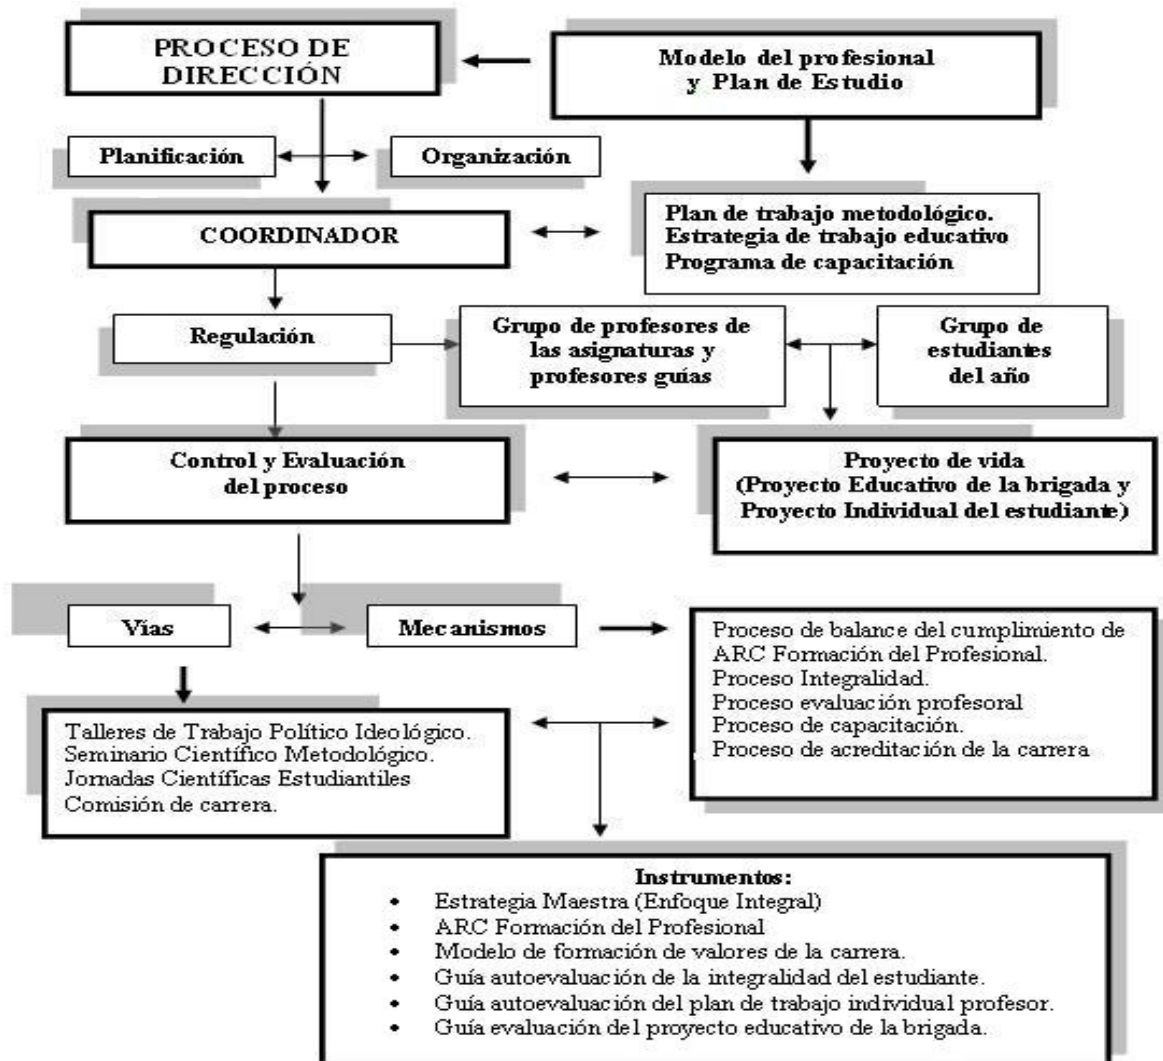 PROCESO DE
DIRECCIÓN
Modelo del profesional
y Plan de Estudio
Planificación
Organización
COORDINADOR
Plan de trabajo metodológico.
Estrategia de trabajo educativo
Programa de capacitación
Regulación
Grupo de profesores de
las asignaturas y
profesores guías
Grupo de
estudiantes
del año
Control y Evaluación
del proceso
Proyecto de vida
(Proyecto Educativo de la brigada y
Proyecto Individual del estudiante)
Vías
Mecanismos
Proceso de balance del cumplimiento de
ARC Formación del Profesional.
Proceso Integralidad.
Proceso evaluación profesoral
Proceso de capacitación.
Proceso de acreditación de la carrera
Talleres de Trabajo Político Ideológico.
Seminario Científico Metodológico.
Jornadas Científicas Estudiantiles
Comisión de carrera.
Instrumentos:
• Estrategia Maestra (Enfoque Integral)
• ARC Formación del Profesional
• Modelo de formación de valores de la carrera.
• Guía autoevaluación de la integralidad del estudiante.
• Guía autoevaluación del plan de trabajo individual profesor.
• Guía evaluación del proyecto educativo de la brigada.